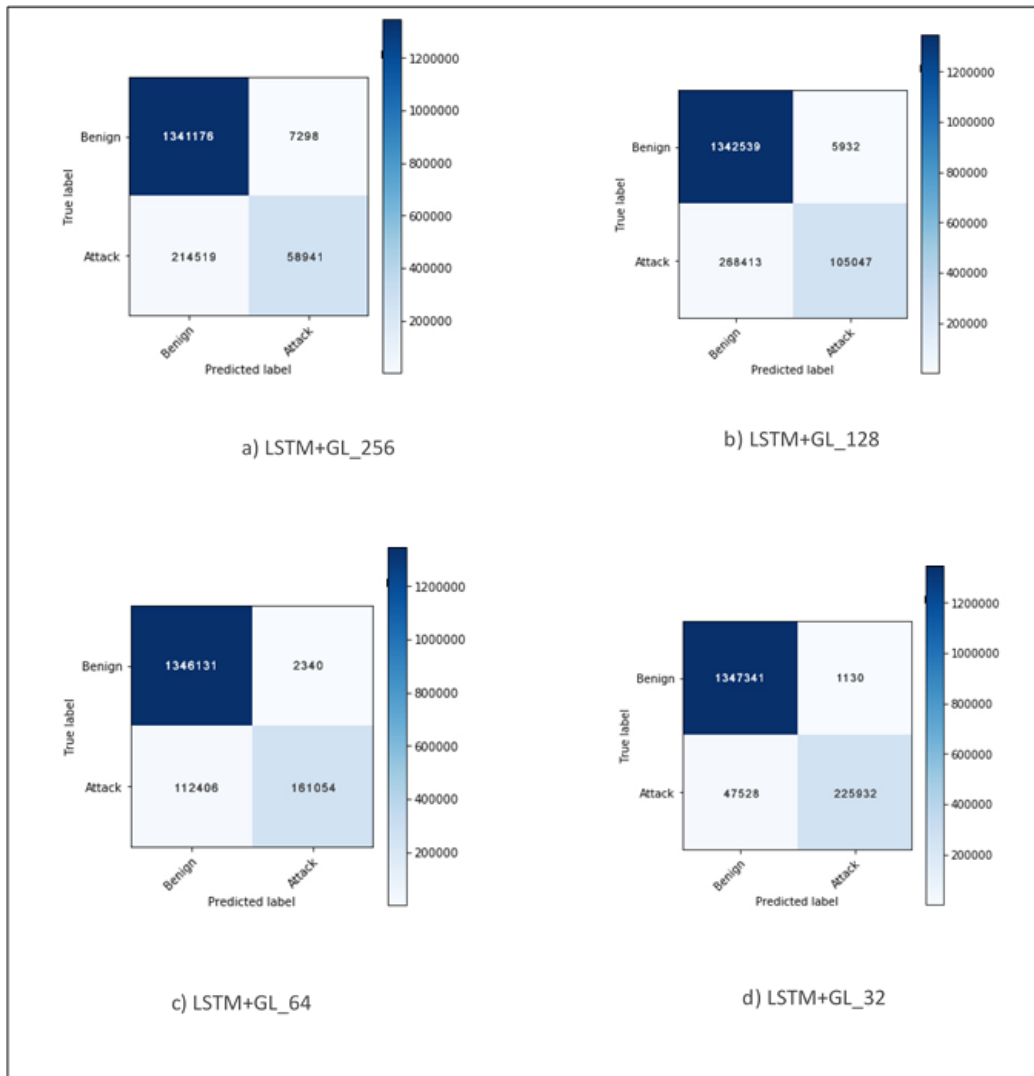 1200000
1000000
800000
600000
400000
200000
Benign
Attack
True label
1341176 7298
214519 58941
Benign Attack
Predicted label
a) LSTM+GL_256
1200000
1000000
800000
600000
400000
200000
Benign
Attack
True label
1342539 5932
268413 105047
Benign Attack
Predicted label
b) LSTM+GL_128
1200000
1000000
800000
600000
400000
200000
Benign
Attack
True label
1346131 2340
112406 161054
Benign Attack
Predicted label
c) LSTM+GL_64
1200000
1000000
800000
600000
400000
200000
Benign
Attack
True label
1347341 1130
47528 225932
Benign Attack
Predicted label
d) LSTM+GL_32